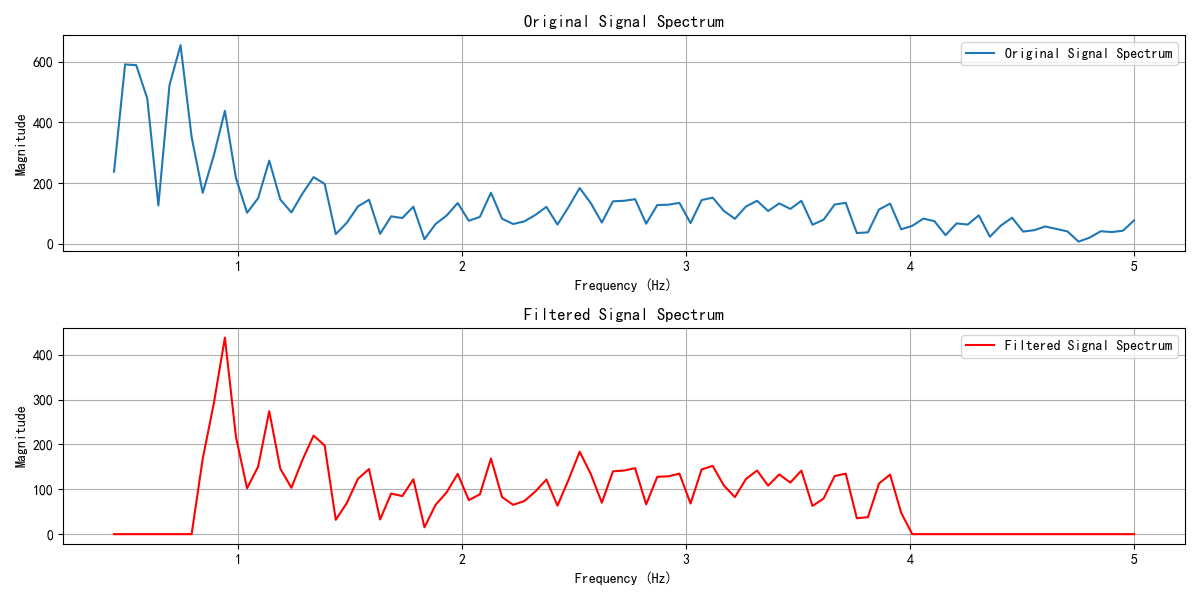 Original Signal Spectrum
Original Signal Spectrum
Magnitude
600
400
200
0
1 2 3 4 5
Frequency (Hz)
Filtered Signal Spectrum
Filtered Signal Spectrum
Magnitude
400
300
200
100
0
1 2 3 4 5
Frequency (Hz)